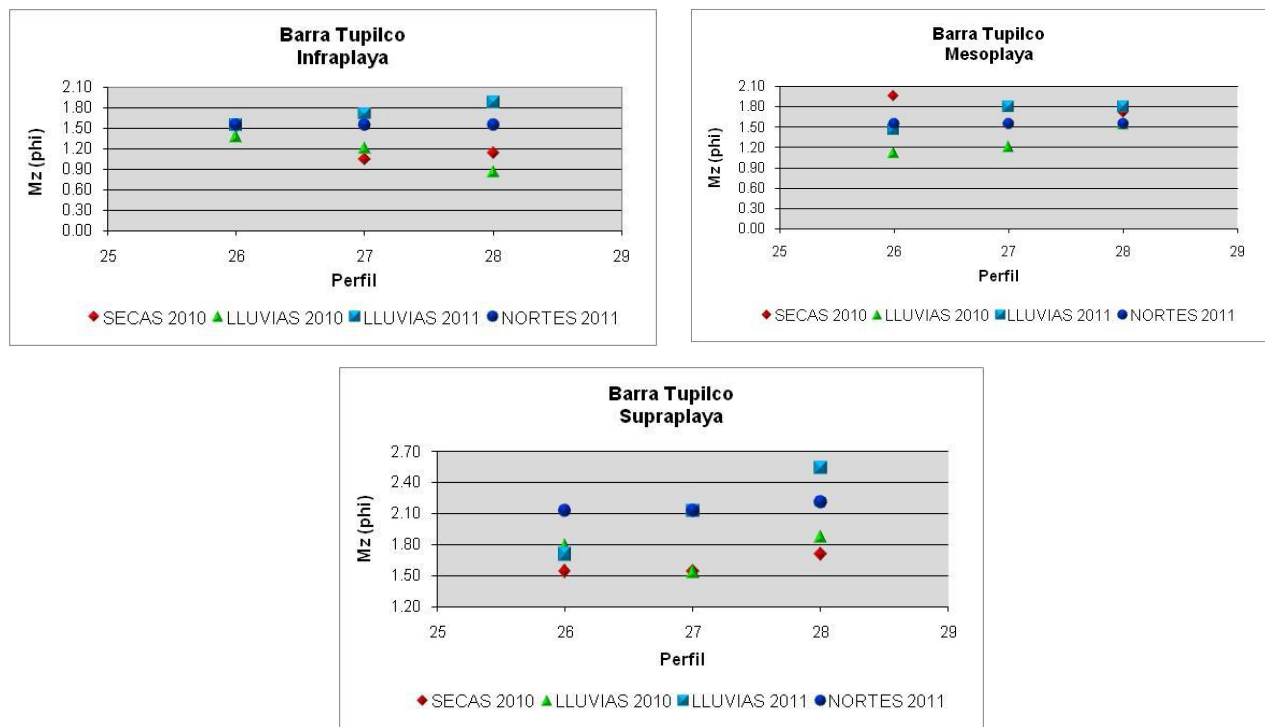 Barra Tupilco
Infraplaya
Mz (phi)
2.10
1.80
1.50
1.20
0.90
0.60
0.30
0.00
25 26 27 28 29
Perfil
SECAS 2010 LLUVIAS 2010 LLUVIAS 2011 NORTES 2011
Barra Tupilco
Mesoplaya
Mz (phi)
2.10
1.80
1.50
1.20
0.90
0.60
0.30
0.00
25 26 27 28 29
Perfil
SECAS 2010 LLUVIAS 2010 LLUVIAS 2011 NORTES 2011
Barra Tupilco
Supraplaya
Mz (phi)
2.70
2.40
2.10
1.80
1.50
1.20
25 26 27 28 29
Perfil
SECAS 2010 LLUVIAS 2010 LLUVIAS 2011 NORTES 2011